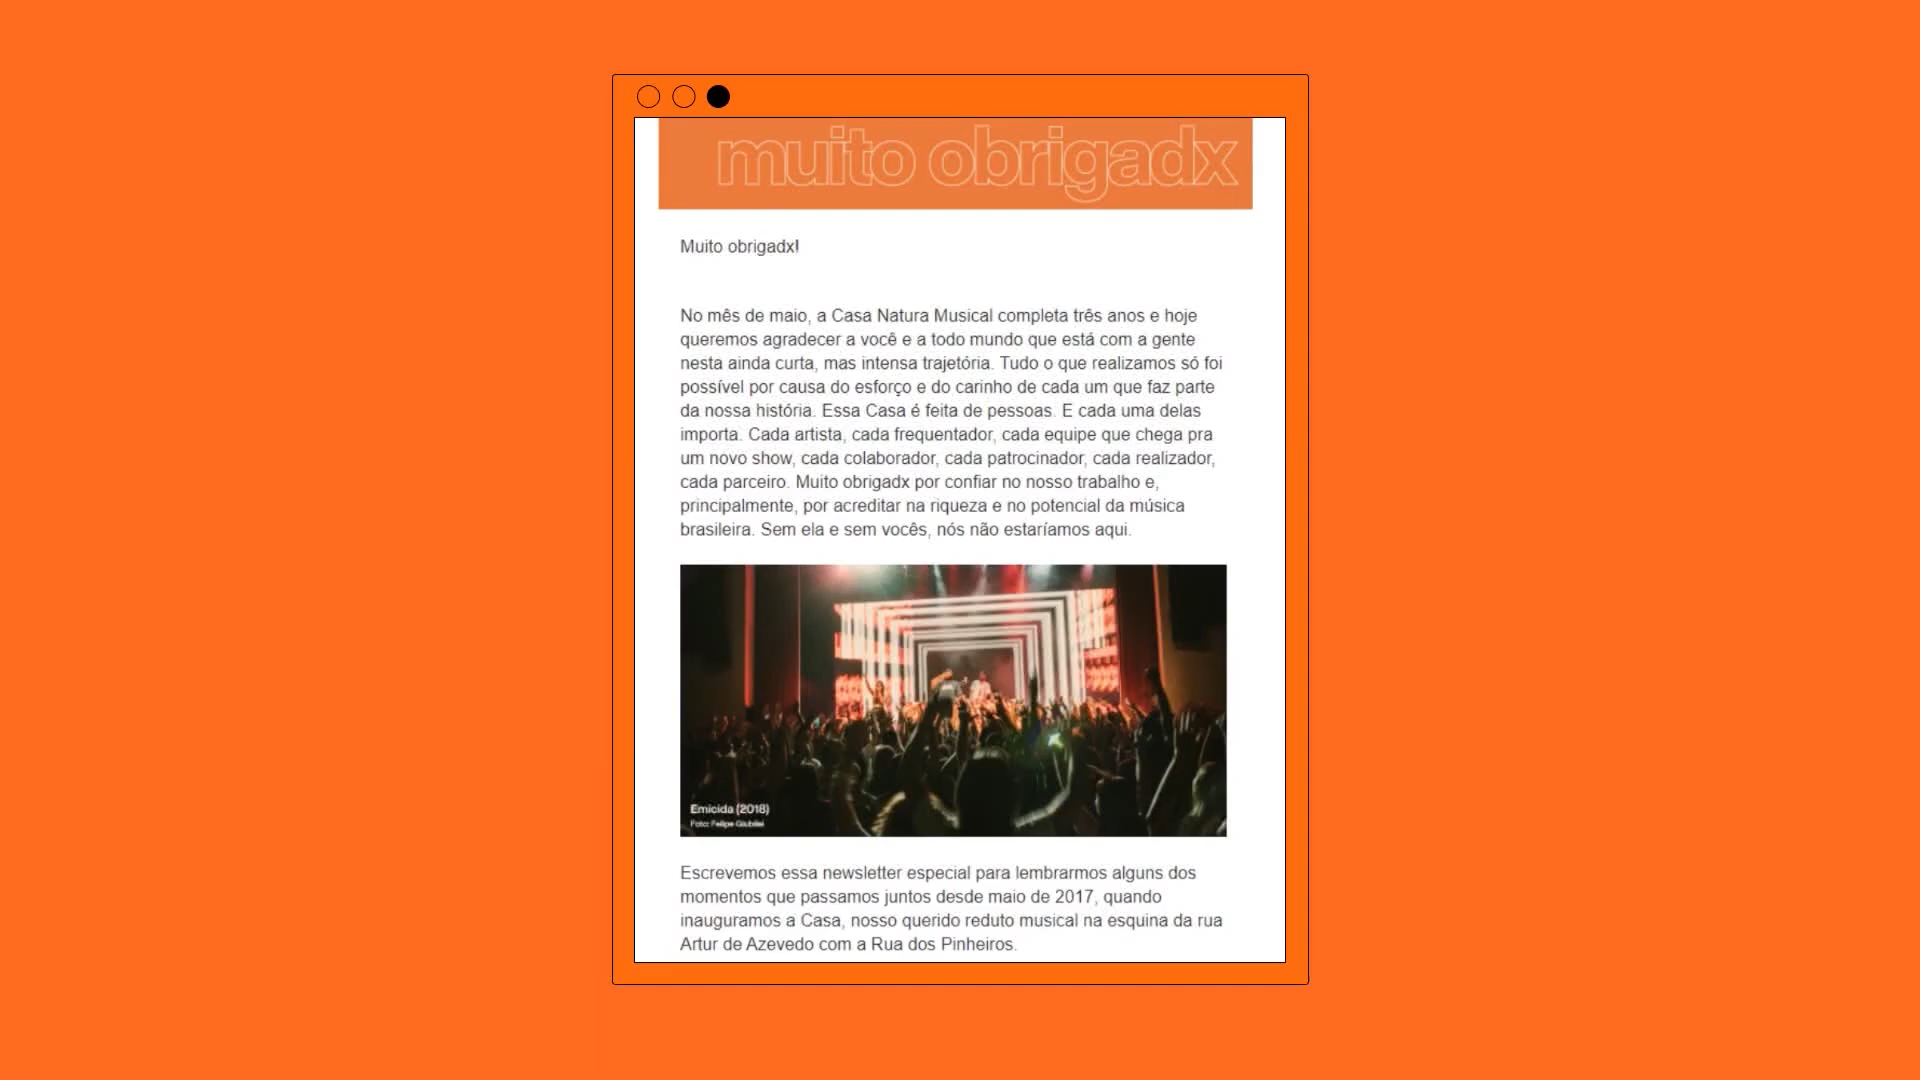 muito obrigadx
Muito obrigadx!
No mês de maio, a Casa Natura Musical completa três anos e hoje
queremos agradecer a você e a todo mundo que está com a gente
nesta ainda curta, mas intensa trajetória. Tudo o que realizamos só foi
possível por causa do esforço e do carinho de cada um que faz parte
da nossa história. Essa Casa é feita de pessoas. E cada uma delas
importa. Cada artista, cada frequentador, cada equipe que chega pra
um novo show, cada colaborador, cada patrocinador, cada realizador,
cada parceiro. Muito obrigadx por confiar no nosso trabalho e,
principalmente, por acreditar na riqueza e no potencial da música
brasileira. Sem ela e sem vocês, nós não estaríamos aqui.
Emicida (2018)
Foto: Felipe Giubilei
Escrevemos essa newsletter especial para lembrarmos alguns dos
momentos que passamos juntos desde maio de 2017, quando
inauguramos a Casa, nosso querido reduto musical na esquina da rua
Artur de Azevedo com a Rua dos Pinheiros.